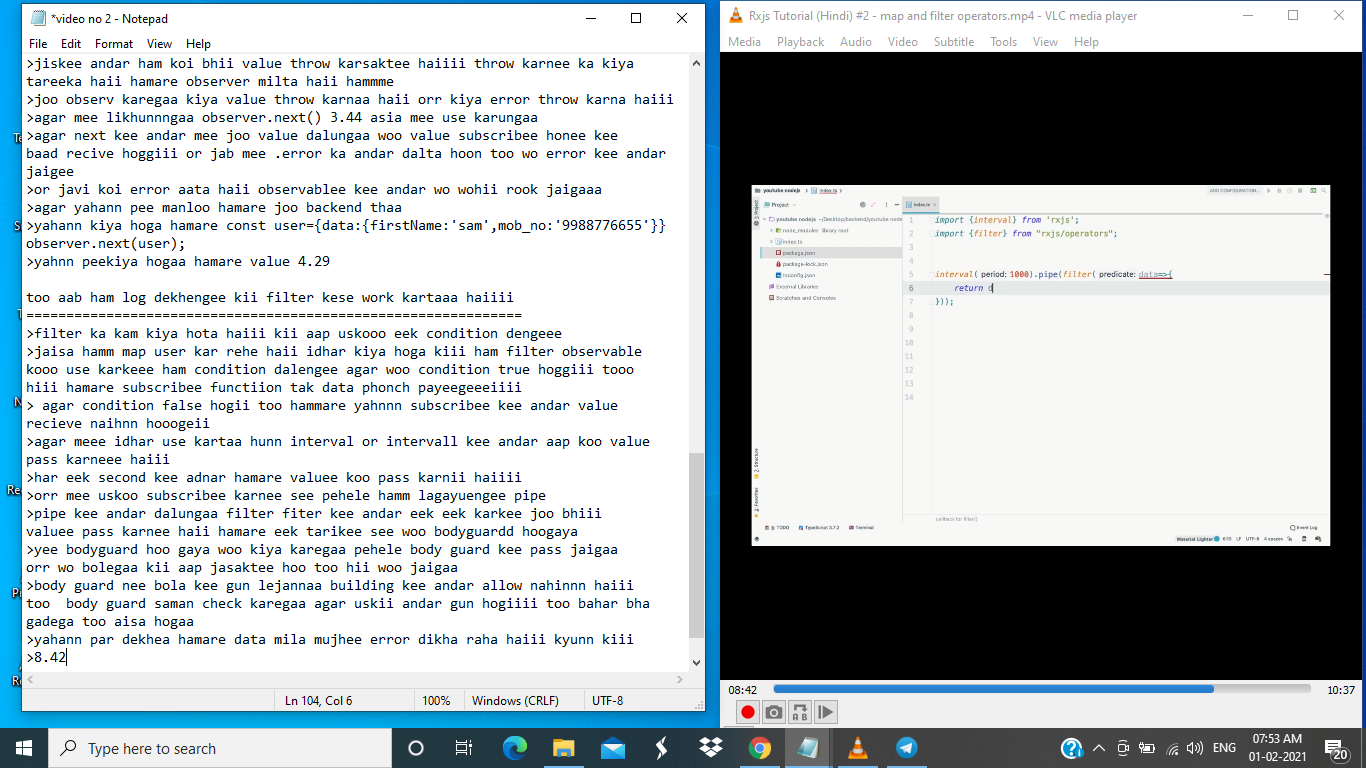 *video no 2 - Notepad
File Edit Format View Help
>jiskee andar ham koi bhii value throw karsaktee haiiii throw karnee ka kiya
tareeka haii hamare observer milta haii hammme
>joo observ karegaa kiya value throw karnaa haii orr kiya error throw karna haiii
>agar mee likhunnngaa observer.next() 3.44 asia mee use karungaa
>agar next kee andar mee joo value dalungaa woo value subscribee honee kee
baad recive hoggiii or jab mee .error ka andar dalta hoon too wo error kee andar
jaigee
>or javi koi error aata haii observablee kee andar wo wohii rook jaigaaa
>agar yahann pee manloo hamare joo backend thaa
>yahann kiya hoga hamare const user={data:{firstName:'sam',mob_no:'9988776655'}}
observer.next(user);
>yahnn peekiya hogaa hamare value 4.29
too aab ham log dekhengee kii filter kese work kartaaa haiiii
============================================================
>filter ka kam kiya hota haiii kii aap uskooo eek condition dengeee
>jaisa hamm map user kar rehe haii idhar kiya hoga kiii ham filter observable
kooo use karkeee ham condition dalengee agar woo condition true hoggiii tooo
hiii hamare subscribee functiion tak data phonch payeegeeeiiii
> agar condition false hogii too hammare yahnnn subscribee kee andar value
recieve naihnn hooogeii
>agar meee idhar use kartaa hunn interval or intervall kee andar aap koo value
pass karneee haiii
>har eek second kee adnar hamare valuee koo pass karnii haiiii
>orr mee uskoo subscribee karnee see pehele hamm lagayuengee pipe
>pipe kee andar dalungaa filter fiter kee andar eek eek karkee joo bhiii
valuee pass karnee haii hamare eek tarikee see woo bodyguardd hoogaya
>yee bodyguard hoo gaya woo kiya karegaa pehele body guard kee pass jaigaa
orr wo bolegaa kii aap jasaktee hoo too hii woo jaigaa
>body guard nee bola kee gun lejannaa building kee andar allow nahinnn haiii
too  body guard saman check karegaa agar uskii andar gun hogiiii too bahar bha
gadega too aisa hogaa
>yahann par dekhea hamare data mila mujhee error dikha raha haiii kyunn kiii
>8.42
Ln 104, Col 6 100% Windows (CRLF) UTF-8
Rxjs Tutorial (Hindi) #2 - map and filter operators.mp4 - VLC media player
Media Playback Audio Video Subtitle Tools View Help
youtube nodejs index.ts ADD CONFIGURATION...
Project index.ts
youtube nodejs ~/Desktop/backend/youtube node
node_modules library root
index.ts
package.json
package-lock.json
tsconfig.json
External Libraries
Scratches and Consoles
1 import {interval} from 'rxjs';
2 import {filter} from "rxjs/operators";
3
4
5 interval( period: 1000).pipe(filter( predicate: data=>{
6 return d
7 }));
8
9
10
11
12
13
14
callback for filter()
6: TODO TypeScript 3.7.2 Terminal Event Log
Material Lighter 6:13 LF UTF-8 4 spaces
08:42 10:37
Type here to search
ENG
07:53 AM
01-02-2021
20